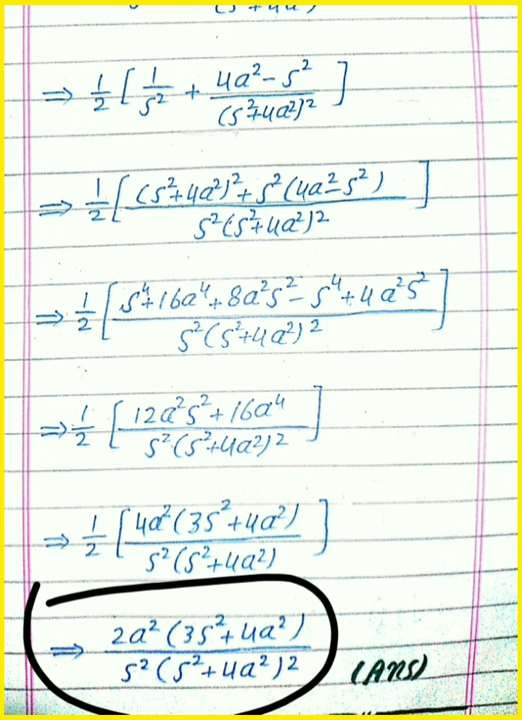 ⇒ 1/2 [ 1/s² + (4a²-s²)/(s²+4a²)² ]
⇒ 1/2 [ ((s²+4a²)²+s²(4a²-s²))/(s²(s²+4a²)²) ]
⇒ 1/2 [ (s⁴+16a⁴+8a²s²-s⁴+4a²s²)/(s²(s²+4a²)²) ]
⇒ 1/2 [ (12a²s²+16a⁴)/(s²(s²+4a²)²) ]
⇒ 1/2 [ (4a²(3s²+4a²))/(s²(s²+4a²)) ]
⇒ (2a²(3s²+4a²))/(s²(s²+4a²)²) (Ans)